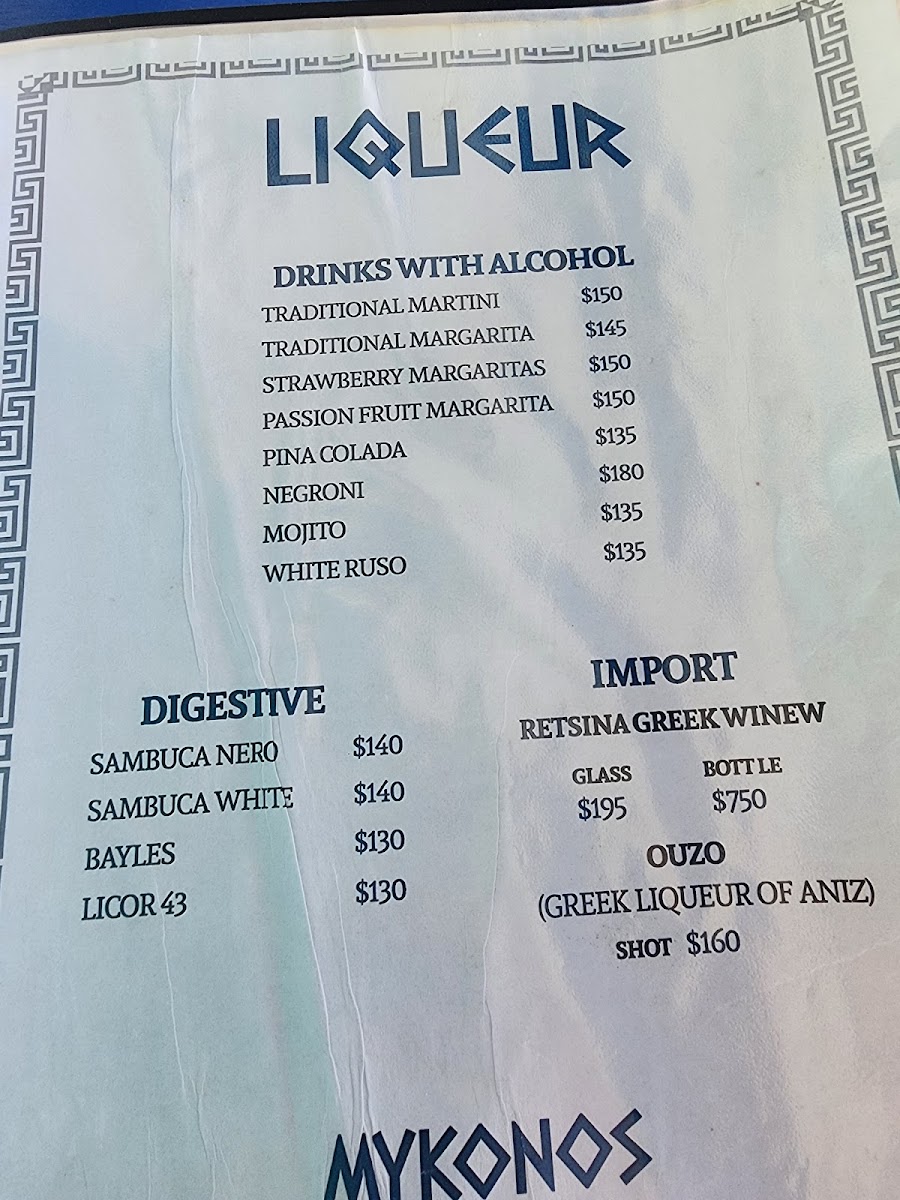 LIQUEUR
DRINKS WITH ALCOHOL
TRADITIONAL MARTINI $150
TRADITIONAL MARGARITA $145
STRAWBERRY MARGARITAS $150
PASSION FRUIT MARGARITA $150
PINA COLADA $135
NEGRONI $180
MOJITO $135
WHITE RUSO $135
DIGESTIVE
SAMBUCA NERO $140
SAMBUCA WHITE $140
BAYLES $130
LICOR 43 $130
IMPORT
RETSINA GREEK WINEW
GLASS BOTTLE
$195 $750
OUZO
(GREEK LIQUEUR OF ANIZ)
SHOT $160
MYKONOS